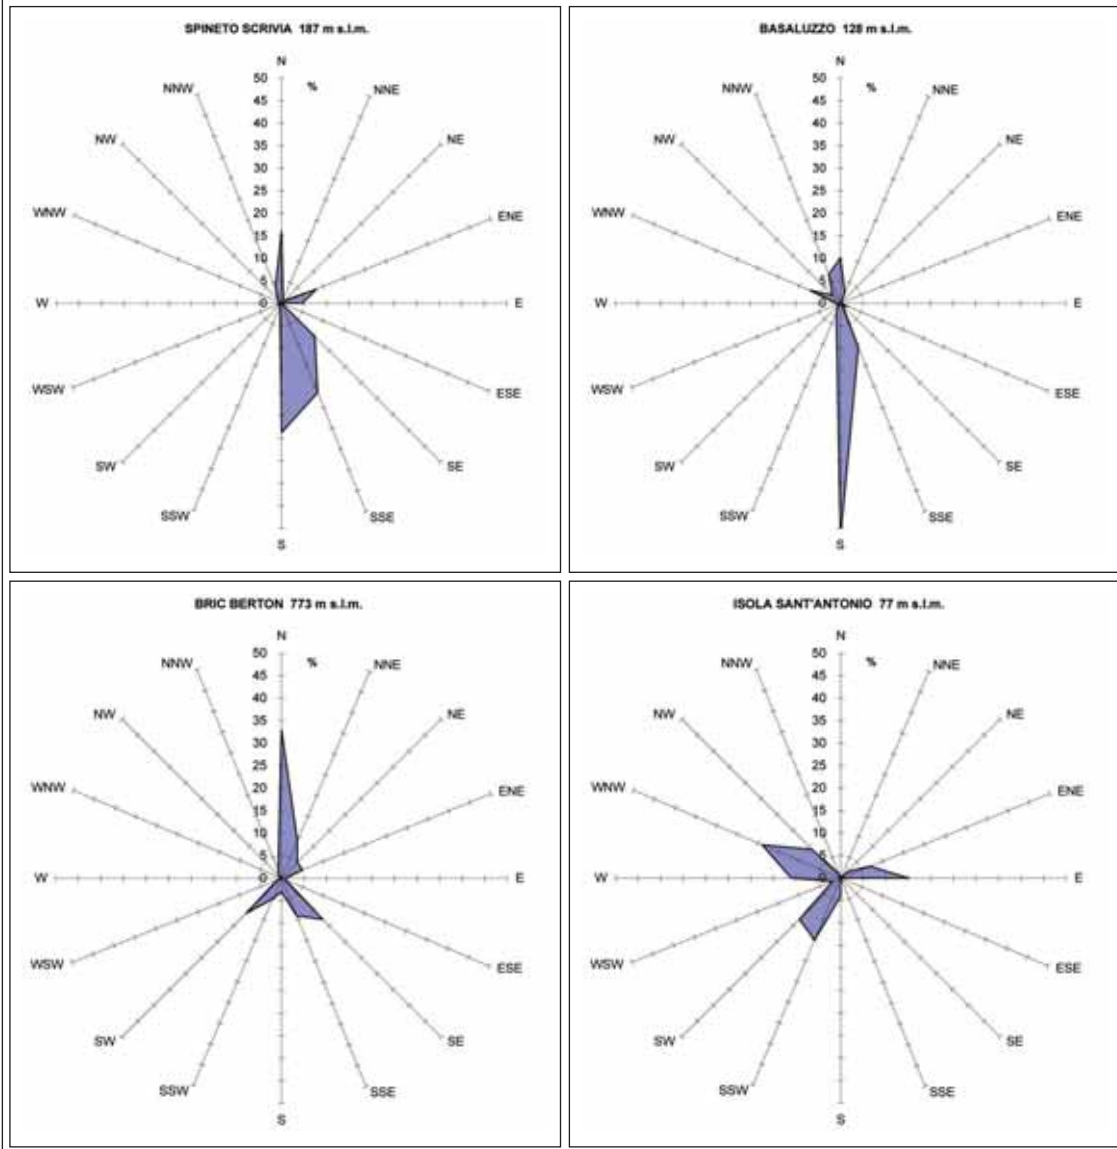 SPINETO SCRIVIA 187 m s.l.m.
N
%
50
45
40
35
30
25
20
15
10
5
0
NNW
NNE
NW
NE
WNW
ENE
W
E
WSW
ESE
SW
SE
SSW
SSE
S
BASALUZZO 128 m s.l.m.
N
%
50
45
40
35
30
25
20
15
10
5
0
NNW
NNE
NW
NE
WNW
ENE
W
E
WSW
ESE
SW
SE
SSW
SSE
S
BRIC BERTON 773 m s.l.m.
N
%
50
45
40
35
30
25
20
15
10
5
0
NNW
NNE
NW
NE
WNW
ENE
W
E
WSW
ESE
SW
SE
SSW
SSE
S
ISOLA SANT'ANTONIO 77 m s.l.m.
N
%
50
45
40
35
30
25
20
15
10
5
0
NNW
NNE
NW
NE
WNW
ENE
W
E
WSW
ESE
SW
SE
SSW
SSE
S